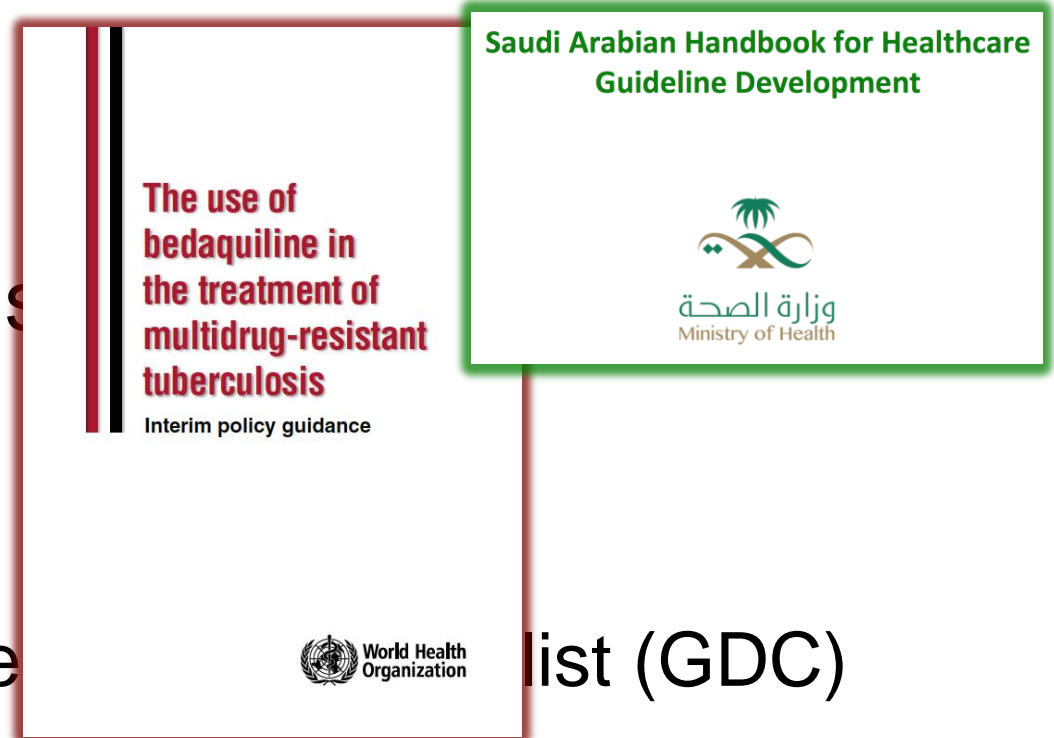 Saudi Arabian Handbook for Healthcare
Guideline Development
وزارة الصحة
Ministry of Health
The use of
bedaquiline in
the treatment of
multidrug-resistant
tuberculosis
Interim policy guidance
World Health
Organization
list (GDC)